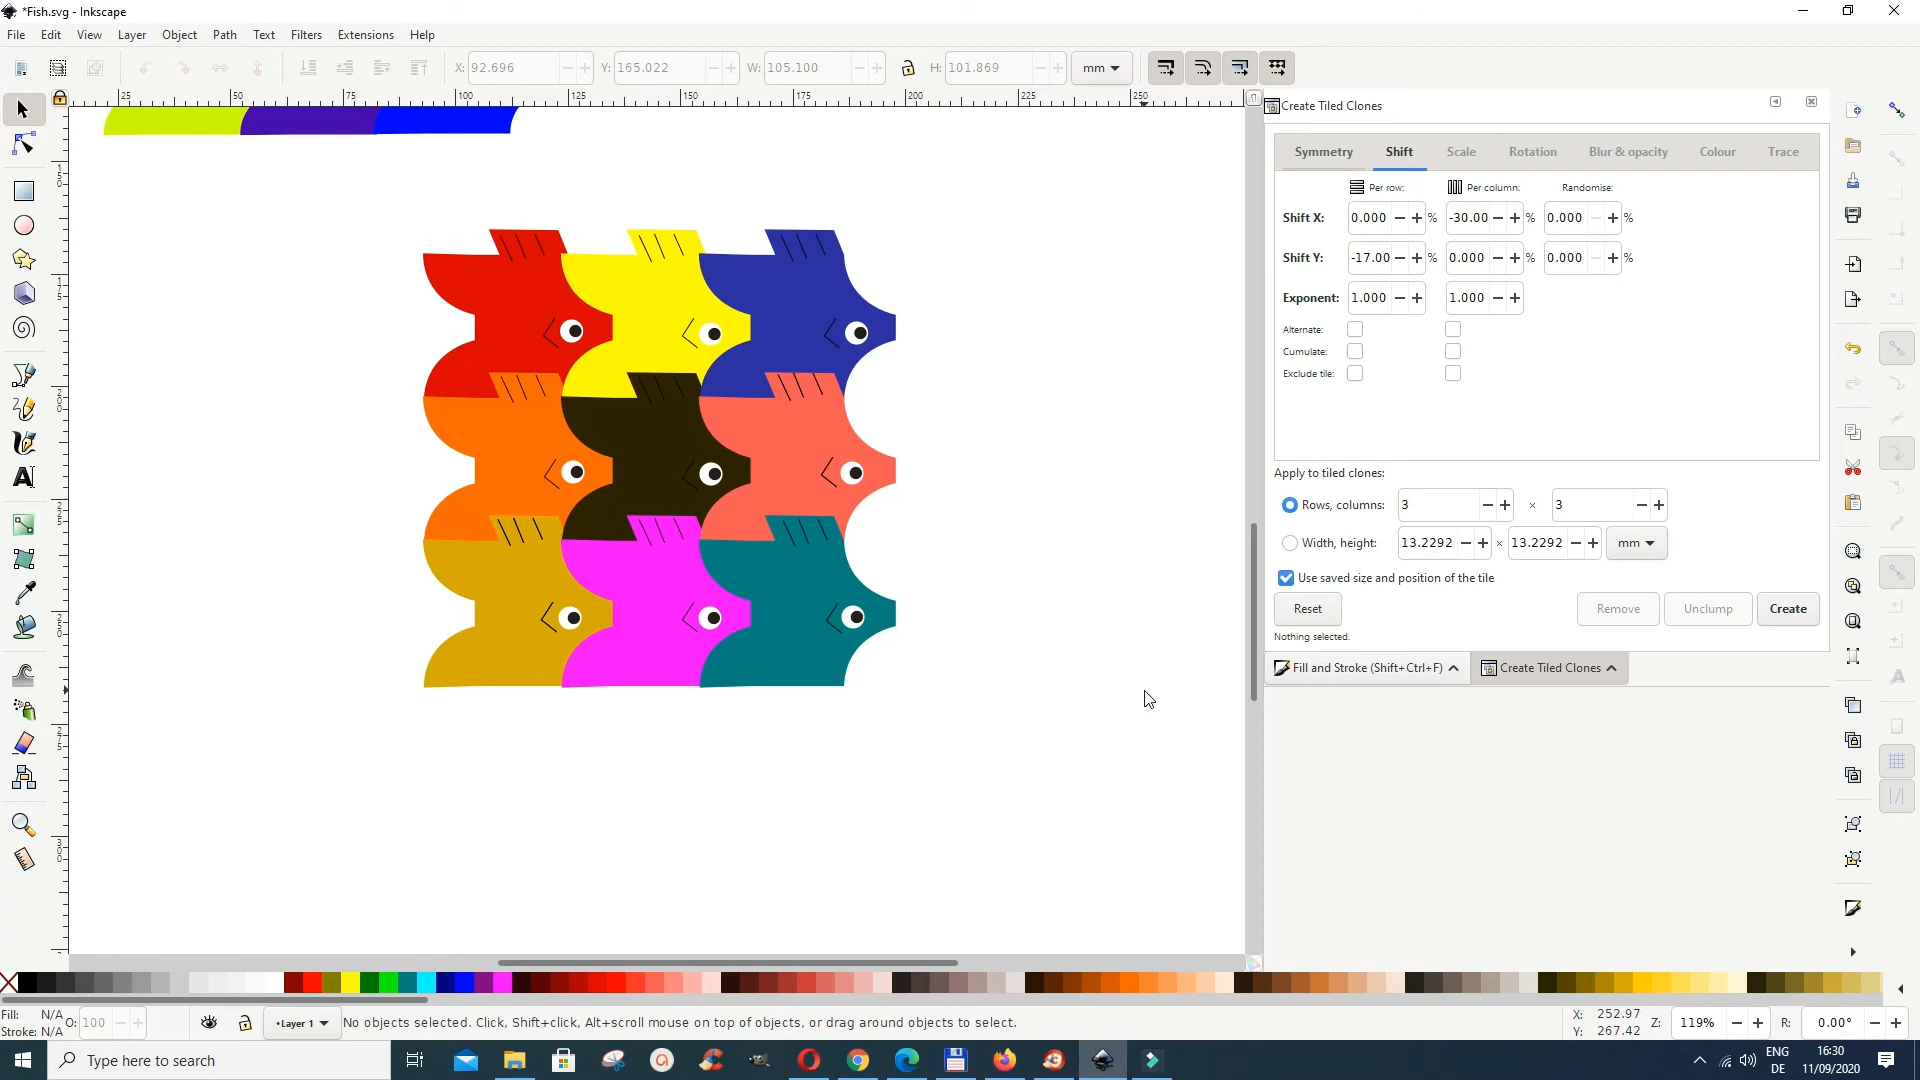 *Fish.svg - Inkscape
File Edit View Layer Object Path Text Filters Extensions Help
X: 92.696 Y: 165.022 W: 105.100 H: 101.869 mm
25 50 75 100 125 150 175 200 225 250
Create Tiled Clones
Symmetry Shift Scale Rotation Blur & opacity Colour Trace
Per row: Per column: Randomise:
Shift X: 0.000 % -30.00 % 0.000 %
Shift Y: -17.00 % 0.000 % 0.000 %
Exponent: 1.000 1.000
Alternate:
Cumulate:
Exclude tile:
Apply to tiled clones:
Rows, columns: 3 × 3
Width, height: 13.2292 × 13.2292 mm
Use saved size and position of the tile
Reset Remove Unclump Create
Nothing selected.
Fill and Stroke (Shift+Ctrl+F) Create Tiled Clones
150
175
200
225
250
275
300
Fill: N/A
Stroke: N/A
O: 100 Layer 1 No objects selected. Click, Shift+click, Alt+scroll mouse on top of objects, or drag around objects to select.
X: 252.97
Y: 267.42
Z: 119% R: 0.00°
Type here to search
ENG
DE
16:30
11/09/2020